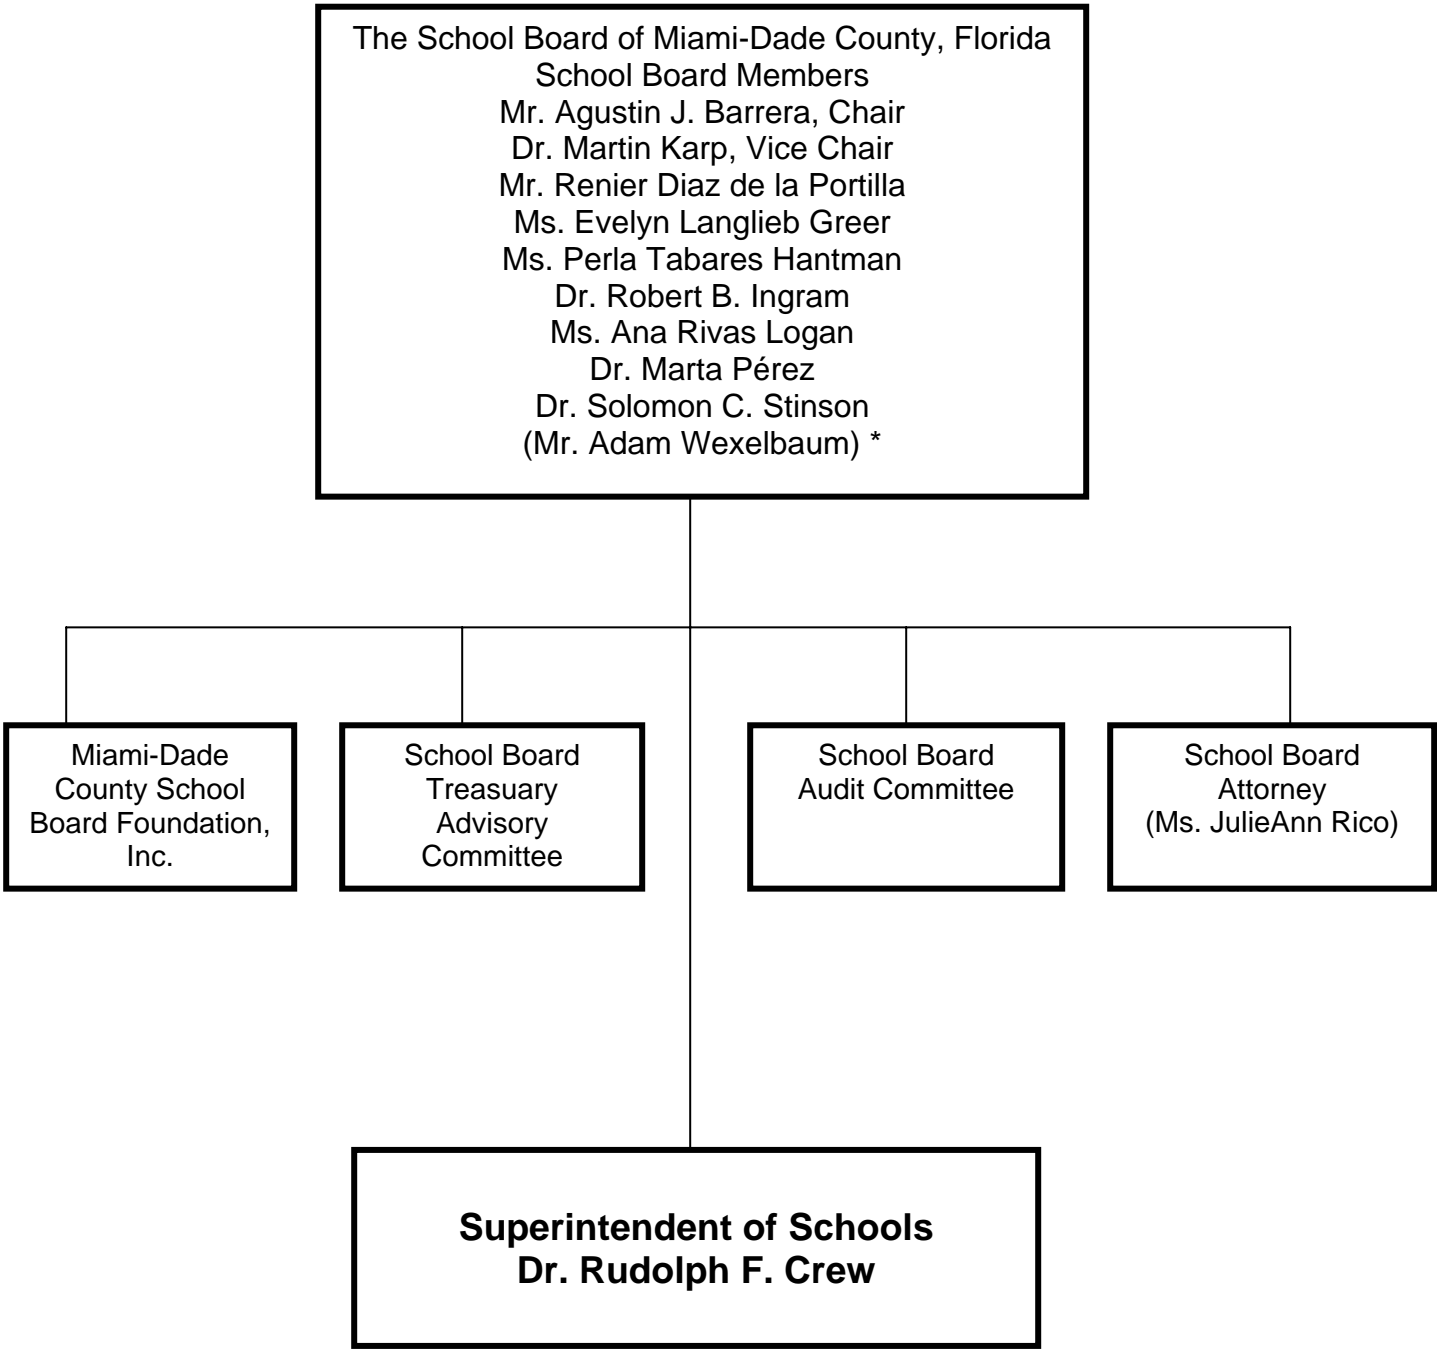 The School Board of Miami-Dade County, Florida
School Board Members
Mr. Agustin J. Barrera, Chair
Dr. Martin Karp, Vice Chair
Mr. Renier Diaz de la Portilla
Ms. Evelyn Langlieb Greer
Ms. Perla Tabares Hantman
Dr. Robert B. Ingram
Ms. Ana Rivas Logan
Dr. Marta Pérez
Dr. Solomon C. Stinson
(Mr. Adam Wexelbaum) *
Miami-Dade
County School
Board Foundation,
Inc.
School Board
Treasuary
Advisory
Committee
School Board
Audit Committee
School Board
Attorney
(Ms. JulieAnn Rico)
Superintendent of Schools
Dr. Rudolph F. Crew